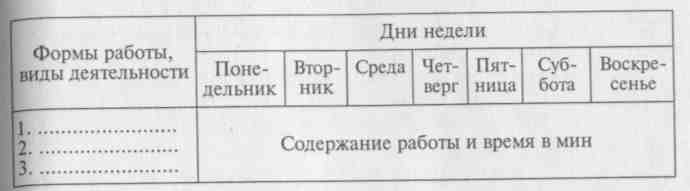 Формы работы,
виды деятельности
Дни недели
Поне-
дельник
Втор-
ник
Среда
Чет-
верг
Пят-
ница
Суб-
бота
Воскре-
сенье
1. ........................
2. ........................
3. ........................
Содержание работы и время в мин